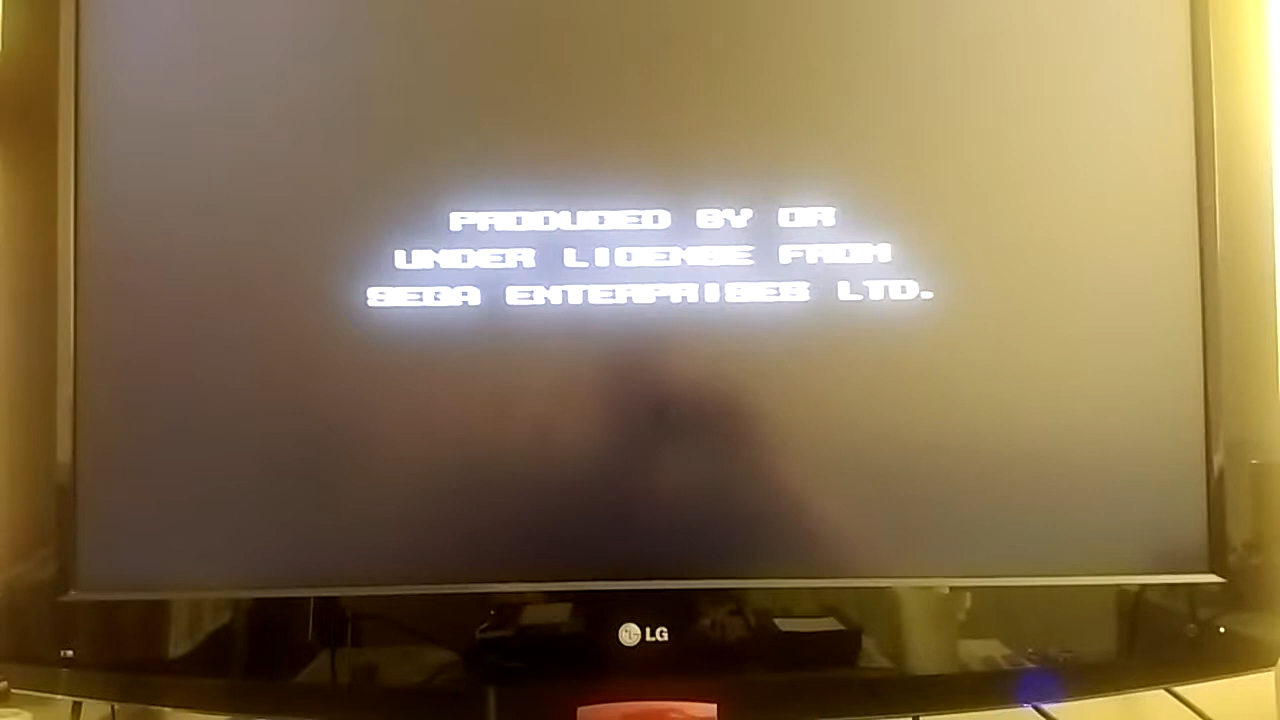 PRODUCED BY OR
UNDER LICENSE FROM
SEGA ENTERPRISES LTD.
LG